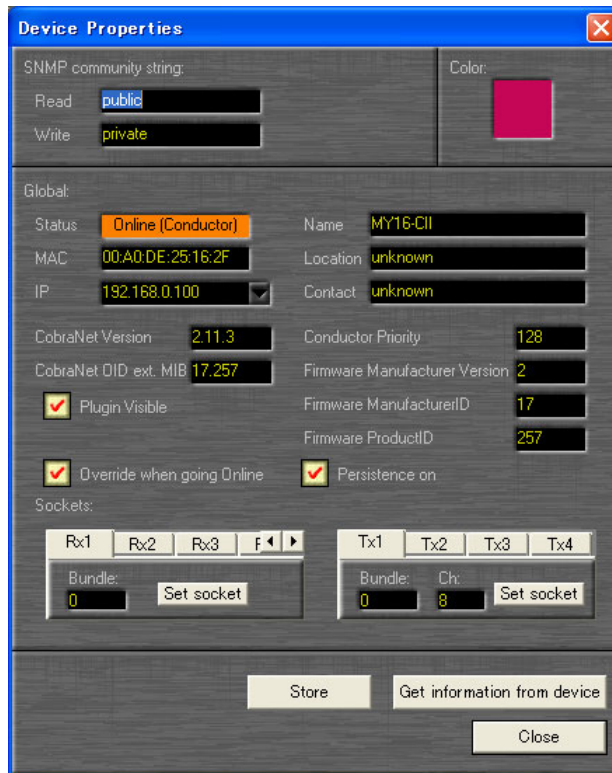 Device Properties
SNMP community string:
Color:
Read public
Write private
Global:
Status Online (Conductor)
Name MY16-CII
MAC 00:A0:DE:25:16:2F
Location unknown
IP 192.168.0.100
Contact unknown
CobraNet Version 2.11.3
Conductor Priority 128
CobraNet OID ext. MIB 17.257
Firmware Manufacturer Version 2
Plugin Visible
Firmware ManufacturerID 17
Firmware ProductID 257
Override when going Online
Persistence on
Sockets:
Rx1 Rx2 Rx3
Tx1 Tx2 Tx3 Tx4
Bundle:
0 Set socket
Bundle: Ch:
0 8 Set socket
Store
Get information from device
Close